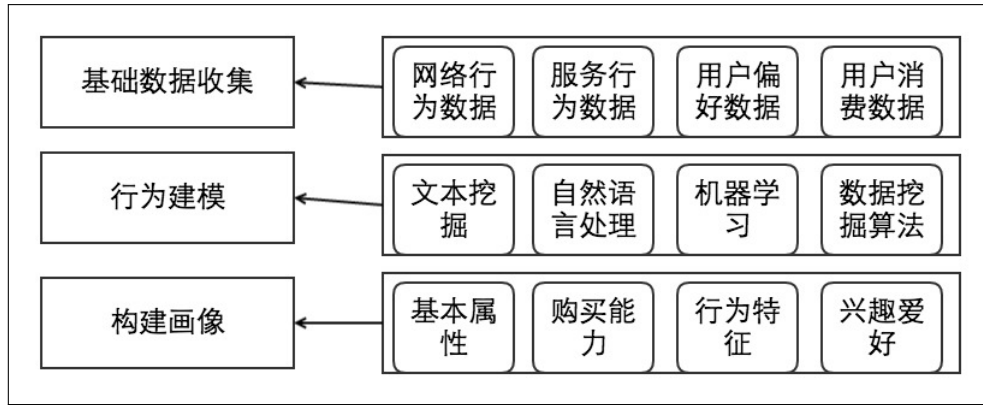 基础数据收集
网络行
为数据
服务行
为数据
用户偏
好数据
用户消
费数据
行为建模
文本挖
掘
自然语
言处理
机器学
习
数据挖
掘算法
构建画像
基本属
性
购买能
力
行为特
征
兴趣爱
好